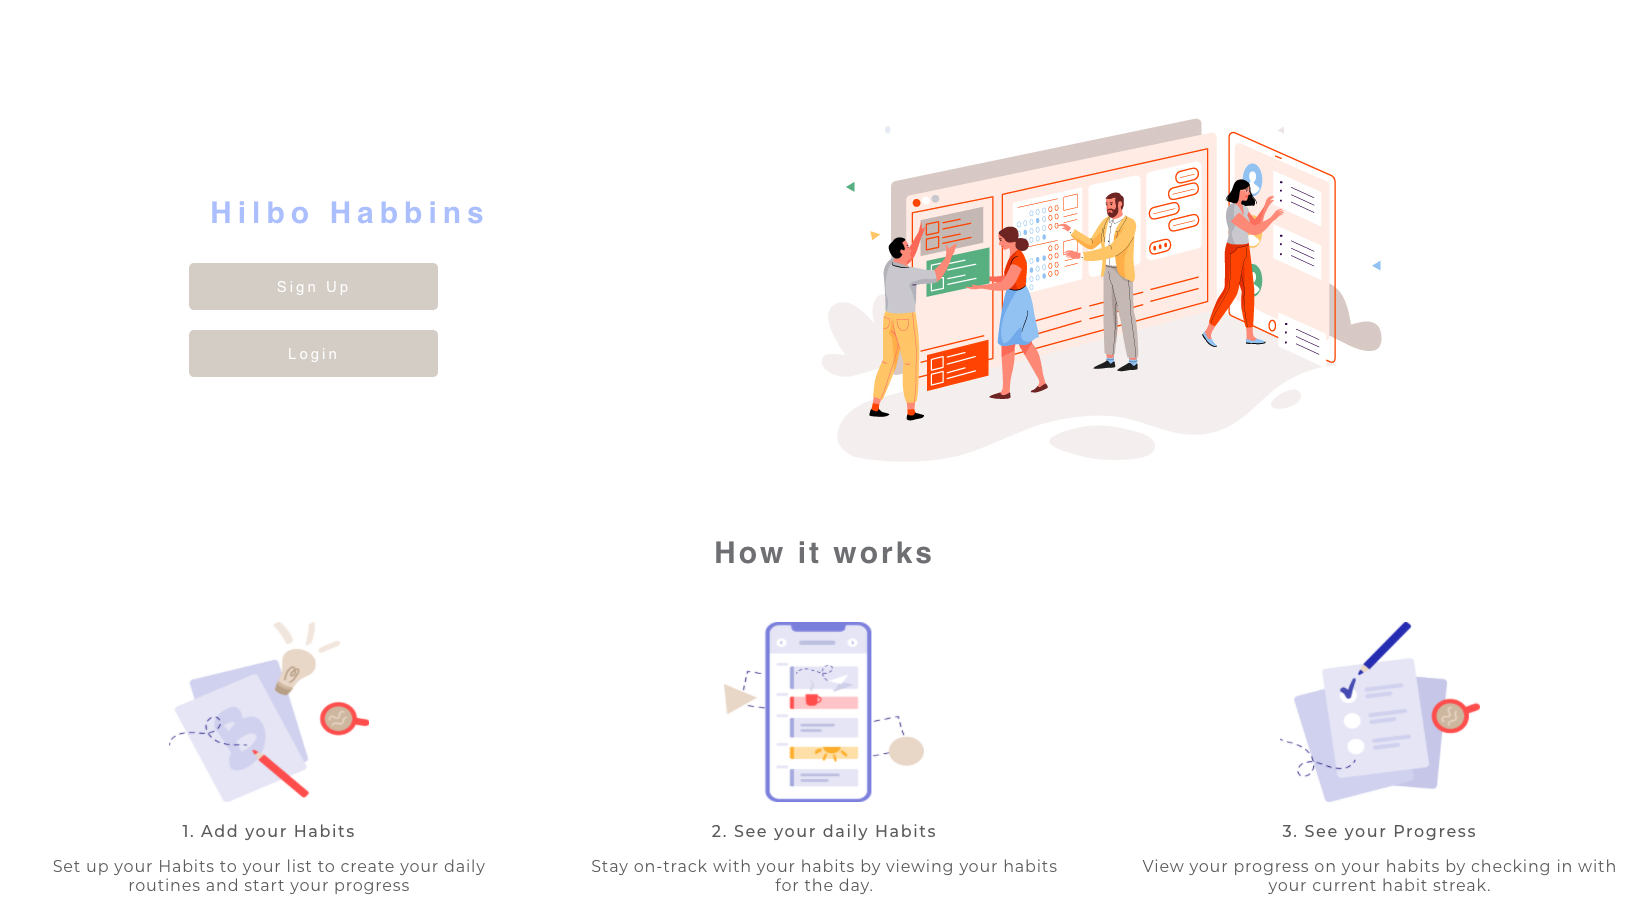 Hilbo Habbins
Sign Up
Login
How it works
1. Add your Habits
Set up your Habits to your list to create your daily
routines and start your progress
2. See your daily Habits
Stay on-track with your habits by viewing your habits
for the day.
3. See your Progress
View your progress on your habits by checking in with
your current habit streak.